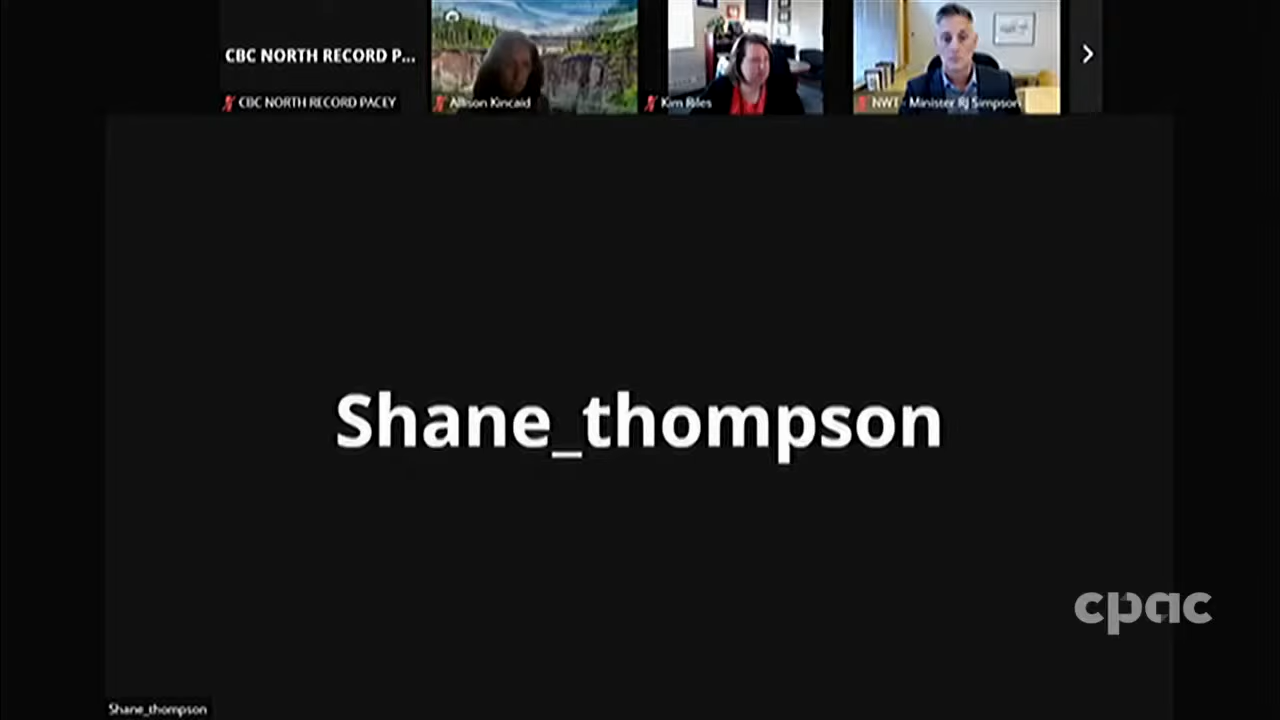 CBC NORTH RECORD P...
CBC NORTH RECORD PACEY
Allison Kincaid
Kim Riles
NWT - Minister RJ Simpson
Shane_thompson
cpac
Shane_thompson